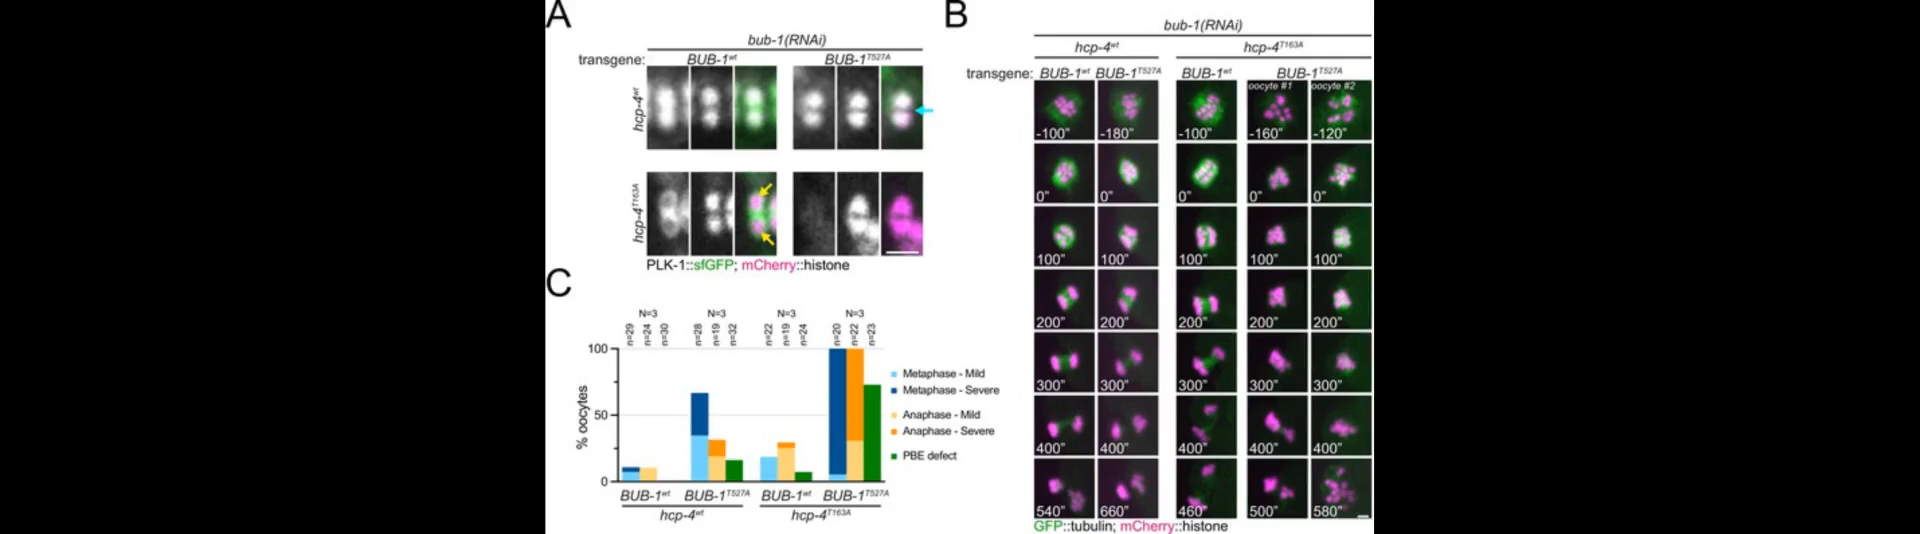 A
bub-1(RNAi)
transgene: BUB-1wt BUB-1T527A
hcp-4wt
hcp-4T163A
PLK-1::sfGFP; mCherry::histone
B
bub-1(RNAi)
hcp-4wt hcp-4T163A
transgene: BUB-1wt BUB-1T527A BUB-1wt BUB-1T527A
oocyte #1 oocyte #2
-100" -180" -100" -160" -120"
0" 0" 0" 0" 0"
100" 100" 100" 100" 100"
200" 200" 200" 200" 200"
300" 300" 300" 300" 300"
400" 400" 400" 400" 400"
540" 660" 460" 500" 580"
GFP::tubulin; mCherry::histone
C
N=3 N=3 N=3 N=3
n=29 n=24 n=30 n=28 n=19 n=32 n=22 n=19 n=24 n=20 n=22 n=23
% oocytes
100
50
0
Metaphase - Mild
Metaphase - Severe
Anaphase - Mild
Anaphase - Severe
PBE defect
BUB-1wt BUB-1T527A BUB-1wt BUB-1T527A
hcp-4wt hcp-4T163A